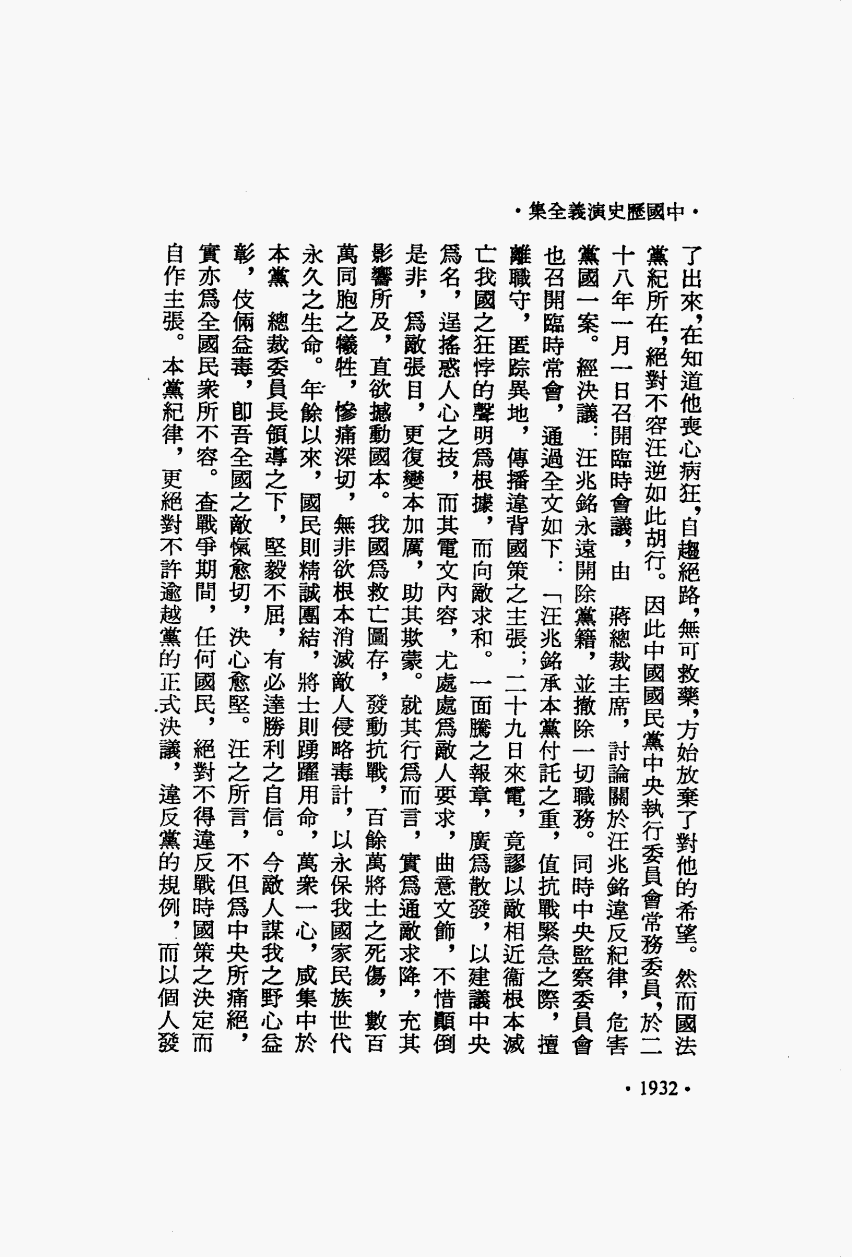 ·中國歷史演義全集·
了出來,在知道他喪心病狂,自趨絕路,無可救藥,方始放棄了對他的希望。然而國法
黨紀所在,絕對不容汪逆如此胡行。因此中國國民黨中央執行委員會常務委員,於二
十八年一月一日召開臨時會議,由　蔣總裁主席,討論關於汪兆銘違反紀律,危害
黨國一案。經決議:汪兆銘永遠開除黨籍,並撤除一切職務。同時中央監察委員會
也召開臨時常會,通過全文如下:「汪兆銘承本黨付託之重,值抗戰緊急之際,擅
離職守,匿踪異地,傳播違背國策之主張;二十九日來電,竟謬以敵相近衞根本滅
亡我國之狂悖的聲明爲根據,而向敵求和。一面騰之報章,廣爲散發,以建議中央
爲名,逞搖惑人心之技,而其電文內容,尤處處爲敵人要求,曲意文飾,不惜顚倒
是非,爲敵張目,更復變本加厲,助其欺蒙。就其行爲而言,實爲通敵求降,充其
影響所及,直欲撼動國本。我國爲救亡圖存,發動抗戰,百餘萬將士之死傷,數百
萬同胞之犧牲,慘痛深切,無非欲根本消滅敵人侵略毒計,以永保我國家民族世代
永久之生命。年餘以來,國民則精誠團結,將士則踴躍用命,萬衆一心,咸集中於
本黨　總裁委員長領導之下,堅毅不屈,有必達勝利之自信。今敵人謀我之野心益
彰,伎倆益毒,卽吾全國之敵愾愈切,決心愈堅。汪之所言,不但爲中央所痛絕,
實亦爲全國民衆所不容。查戰爭期間,任何國民,絕對不得違反戰時國策之決定而
自作主張。本黨紀律,更絕對不許逾越黨的正式決議,違反黨的規例,而以個人發
·1932·